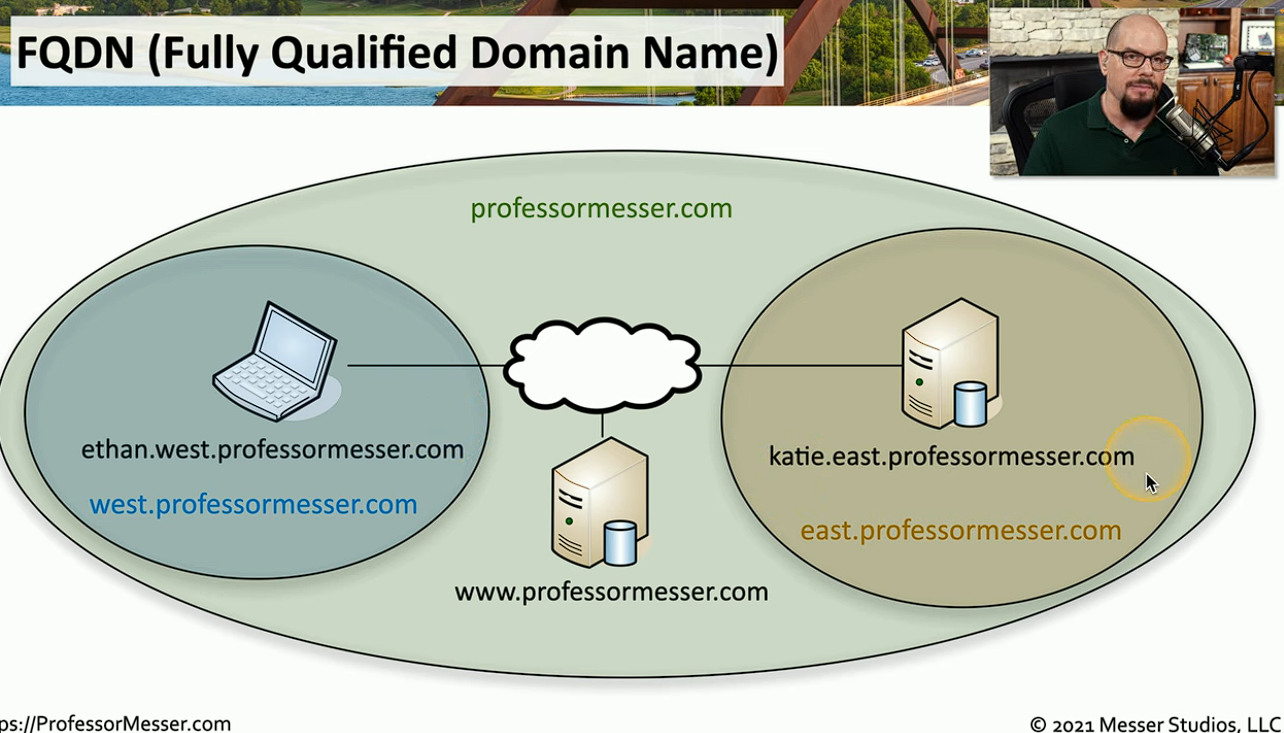 FQDN (Fully Qualified Domain Name)
professormesser.com
ethan.west.professormesser.com
west.professormesser.com
katie.east.professormesser.com
east.professormesser.com
www.professormesser.com
ps://ProfessorMesser.com
© 2021 Messer Studios, LLC